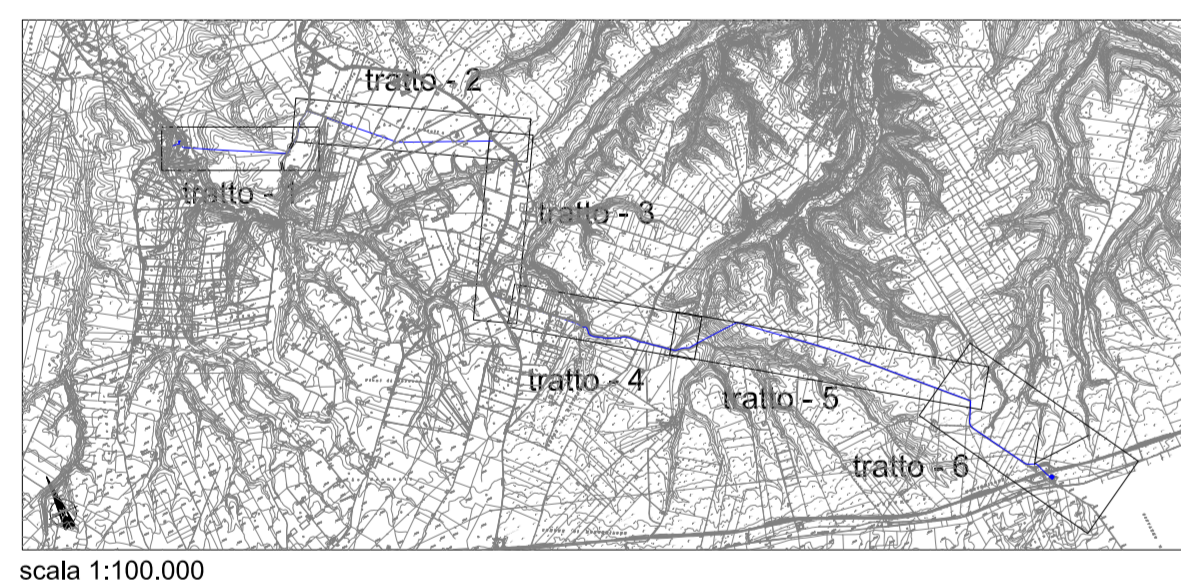 tratto - 2
tratto - 1
tratto - 3
tratto - 4
tratto - 5
tratto - 6
scala 1:100.000